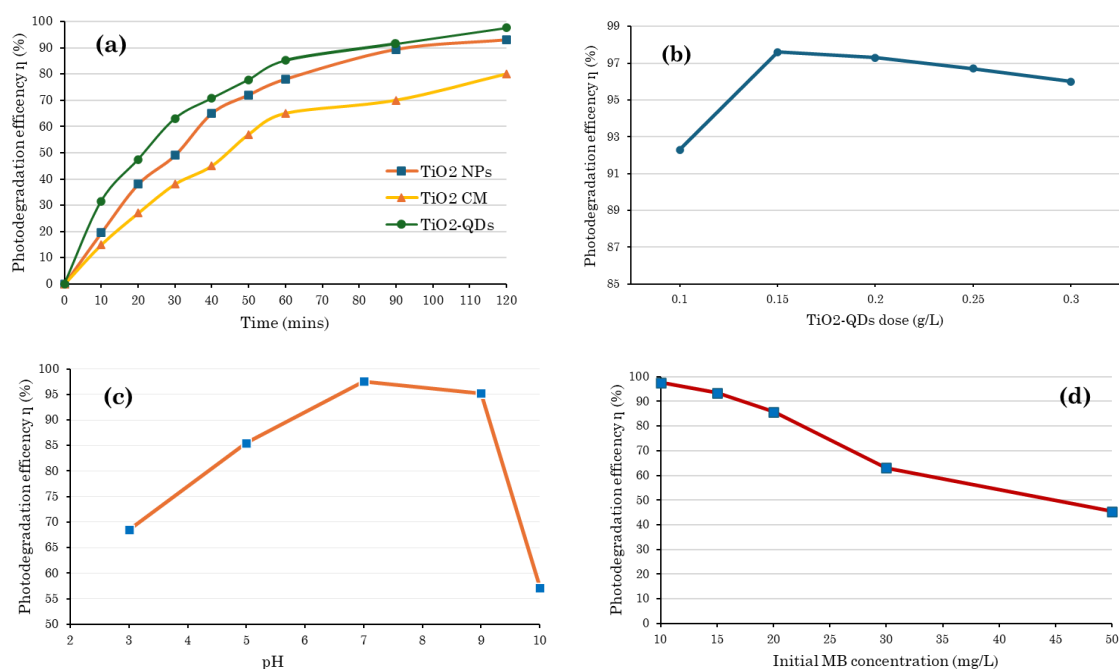 (a)
Photodegradation efficency η (%)
100
90
80
70
60
50
40
30
20
10
0
0 10 20 30 40 50 60 70 80 90 100 110 120
Time (mins)
TiO2 NPs
TiO2 CM
TiO2-QDs
(b)
Photodegradation efficency η (%)
99
97
95
93
91
89
87
85
0.1 0.15 0.2 0.25 0.3
TiO2-QDs dose (g/L)
(c)
Photodegradation efficency η (%)
100
95
90
85
80
75
70
65
60
55
50
2 3 4 5 6 7 8 9 10
pH
(d)
Photodegradation efficency η (%)
100
90
80
70
60
50
40
30
20
10
0
10 15 20 25 30 35 40 45 50
Initial MB concentration (mg/L)